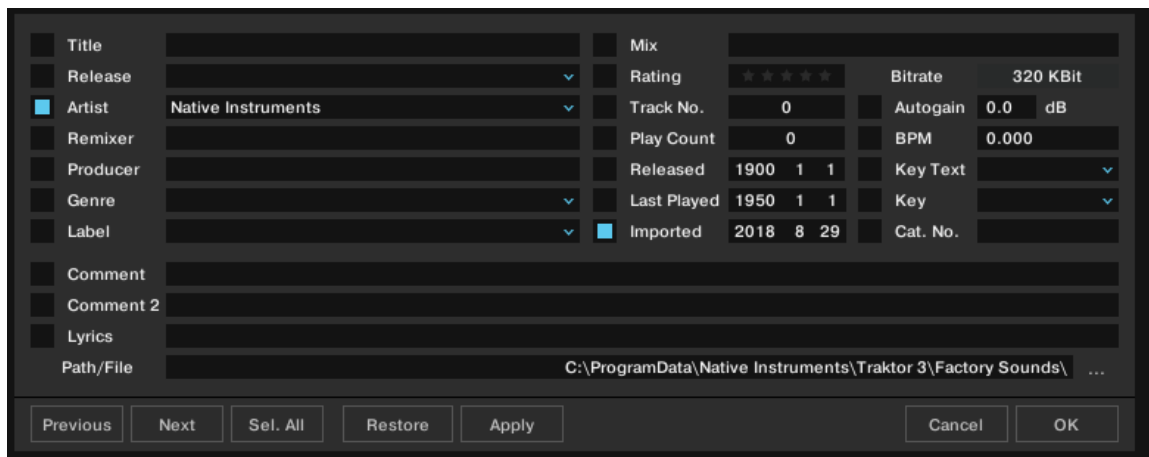 Title
Mix
Release
Rating
Bitrate 320 KBit
Artist Native Instruments
Track No. 0
Autogain 0.0 dB
Remixer
Play Count 0
BPM 0.000
Producer
Released 1900 1 1
Key Text
Genre
Last Played 1950 1 1
Key
Label
Imported 2018 8 29
Cat. No.
Comment
Comment 2
Lyrics
Path/File C:\ProgramData\Native Instruments\Traktor 3\Factory Sounds\ ...
Previous Next Sel. All Restore Apply Cancel OK